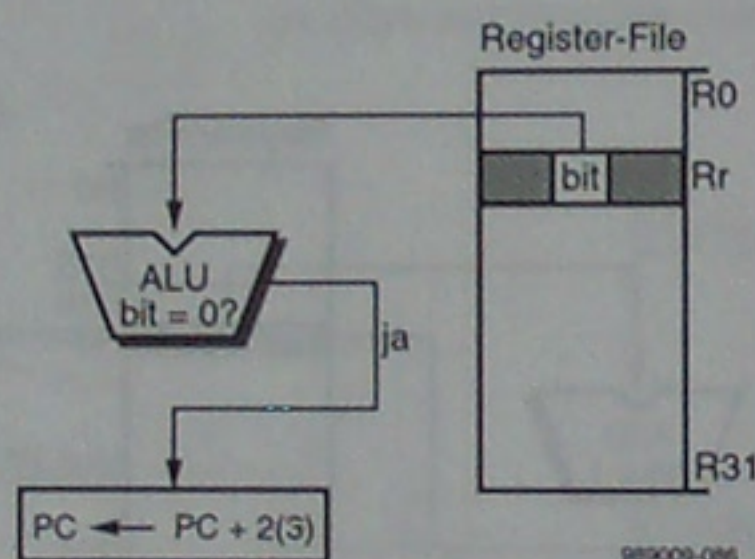 Register-File
R0
bit
Rr
ALU
bit = 0?
ja
R31
PC ← PC + 2(3)